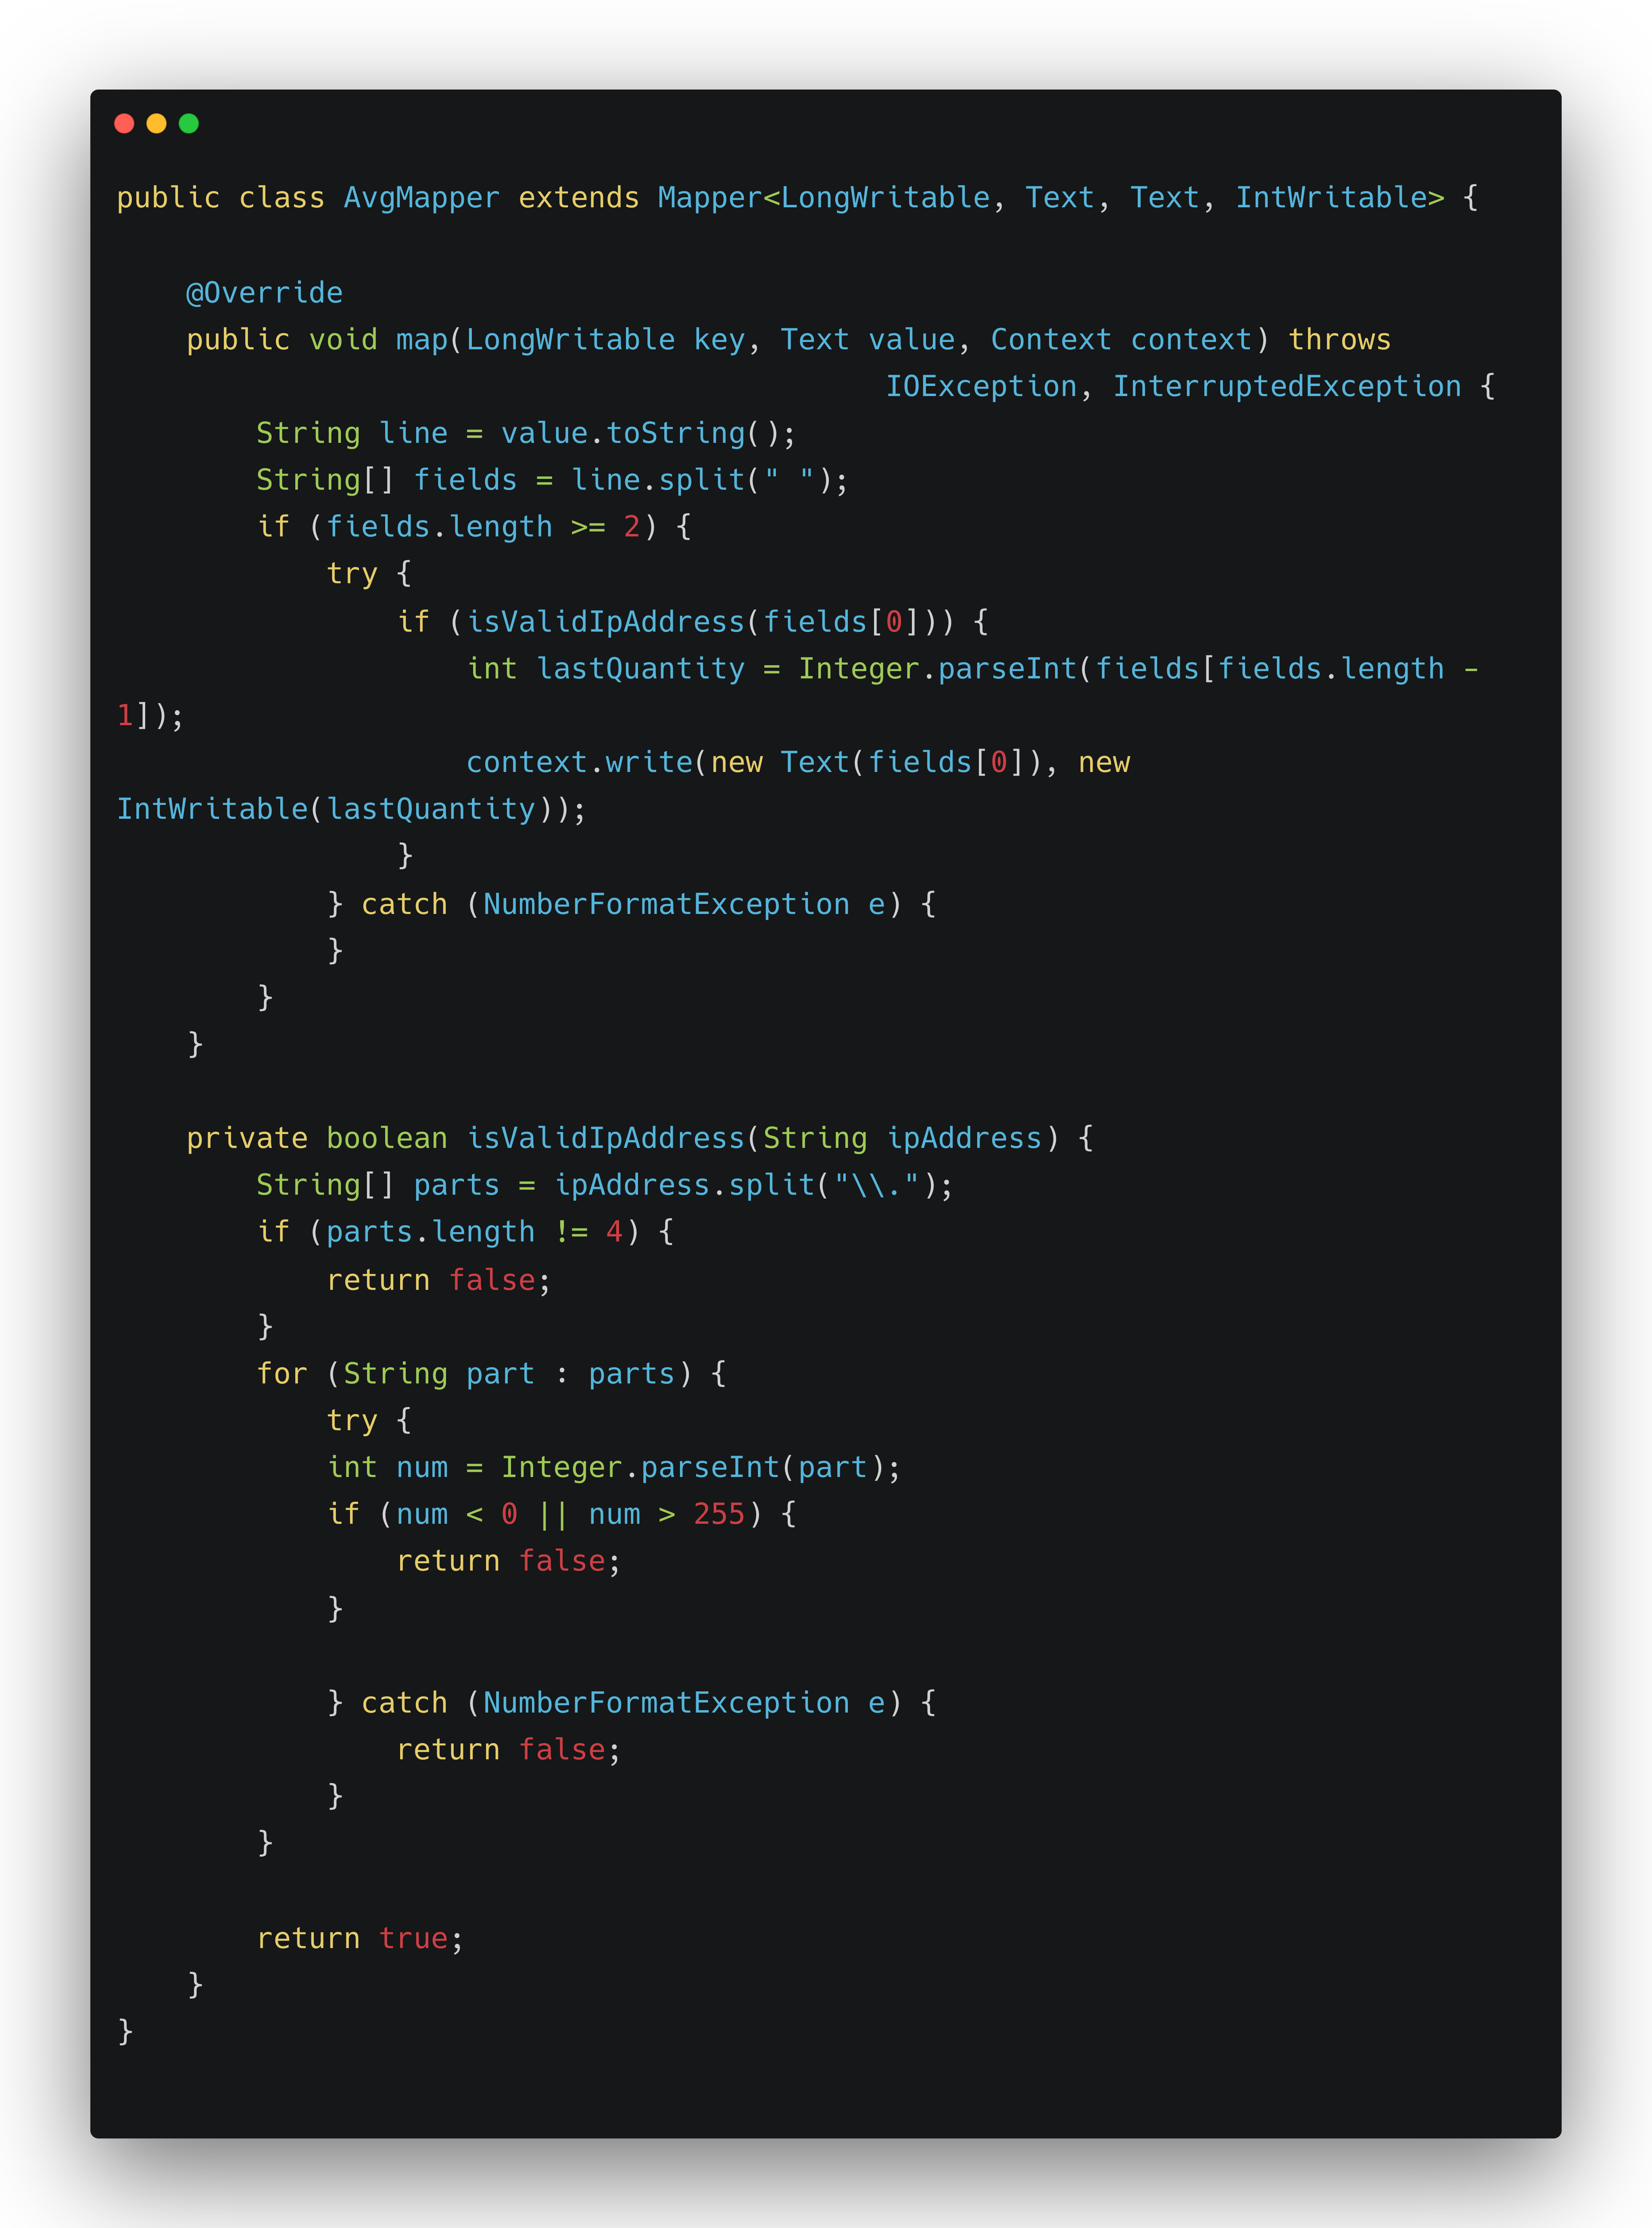 public class AvgMapper extends Mapper<LongWritable, Text, Text, IntWritable> {

    @Override
    public void map(LongWritable key, Text value, Context context) throws
                                            IOException, InterruptedException {
        String line = value.toString();
        String[] fields = line.split(" ");
        if (fields.length >= 2) {
            try {
                if (isValidIpAddress(fields[0])) {
                    int lastQuantity = Integer.parseInt(fields[fields.length -
1]);
                    context.write(new Text(fields[0]), new
IntWritable(lastQuantity));
                }
            } catch (NumberFormatException e) {
            }
        }
    }

    private boolean isValidIpAddress(String ipAddress) {
        String[] parts = ipAddress.split("\\.");
        if (parts.length != 4) {
            return false;
        }
        for (String part : parts) {
            try {
            int num = Integer.parseInt(part);
            if (num < 0 || num > 255) {
                return false;
            }

            } catch (NumberFormatException e) {
                return false;
            }
        }

        return true;
    }
}